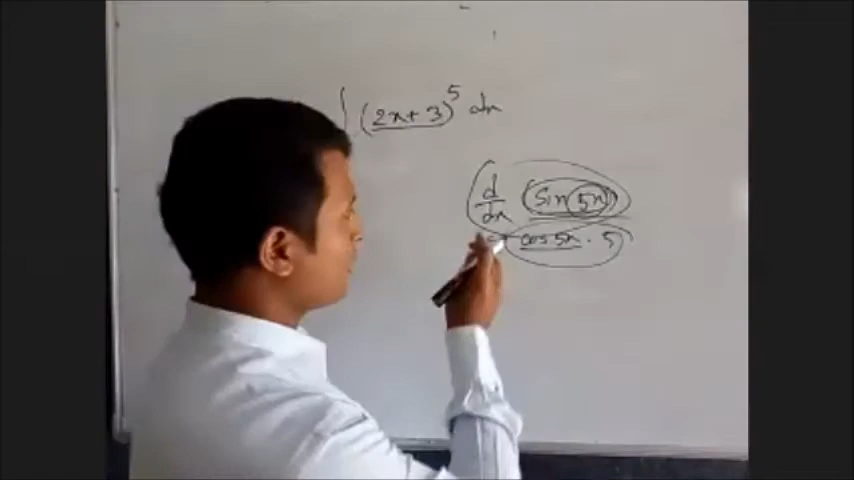 ∫ (2x + 3)^5 dx
d/dx (sin (5x))
= cos 5x · 5